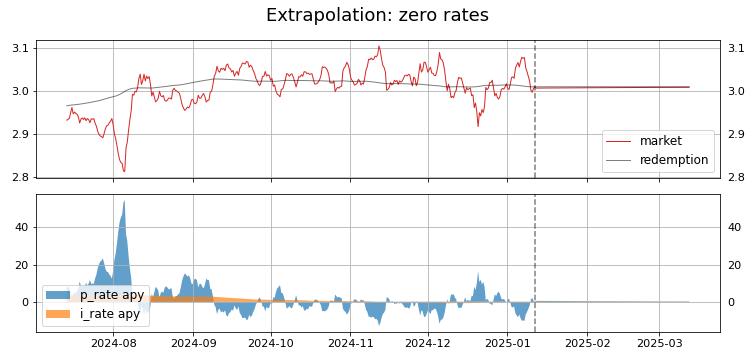 Extrapolation: zero rates
3.1 3.1
3.0 3.0
2.9 2.9
2.8 2.8
market
redemption
40 40
20 20
0 0
p_rate apy
i_rate apy
2024-08 2024-09 2024-10 2024-11 2024-12 2025-01 2025-02 2025-03